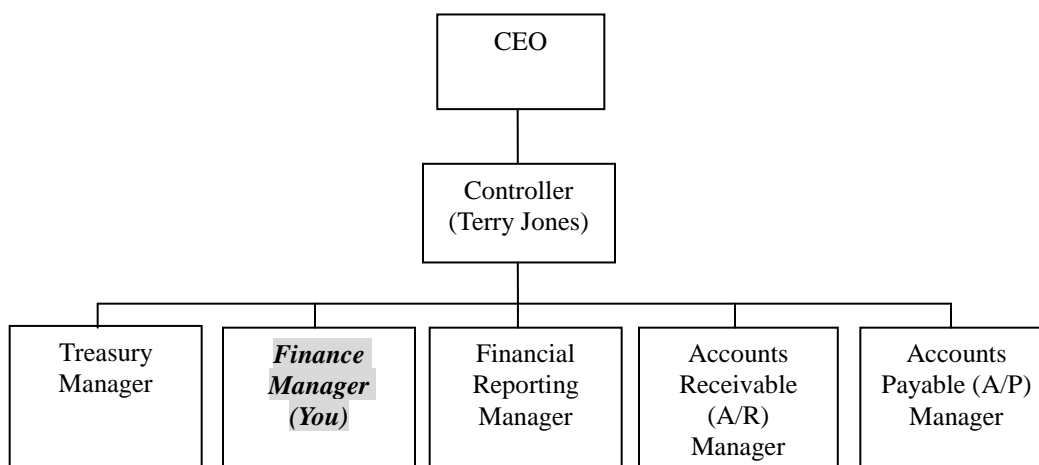 CEO
Controller
(Terry Jones)
Treasury
Manager
Finance
Manager
(You)
Financial
Reporting
Manager
Accounts
Receivable
(A/R)
Manager
Accounts
Payable (A/P)
Manager